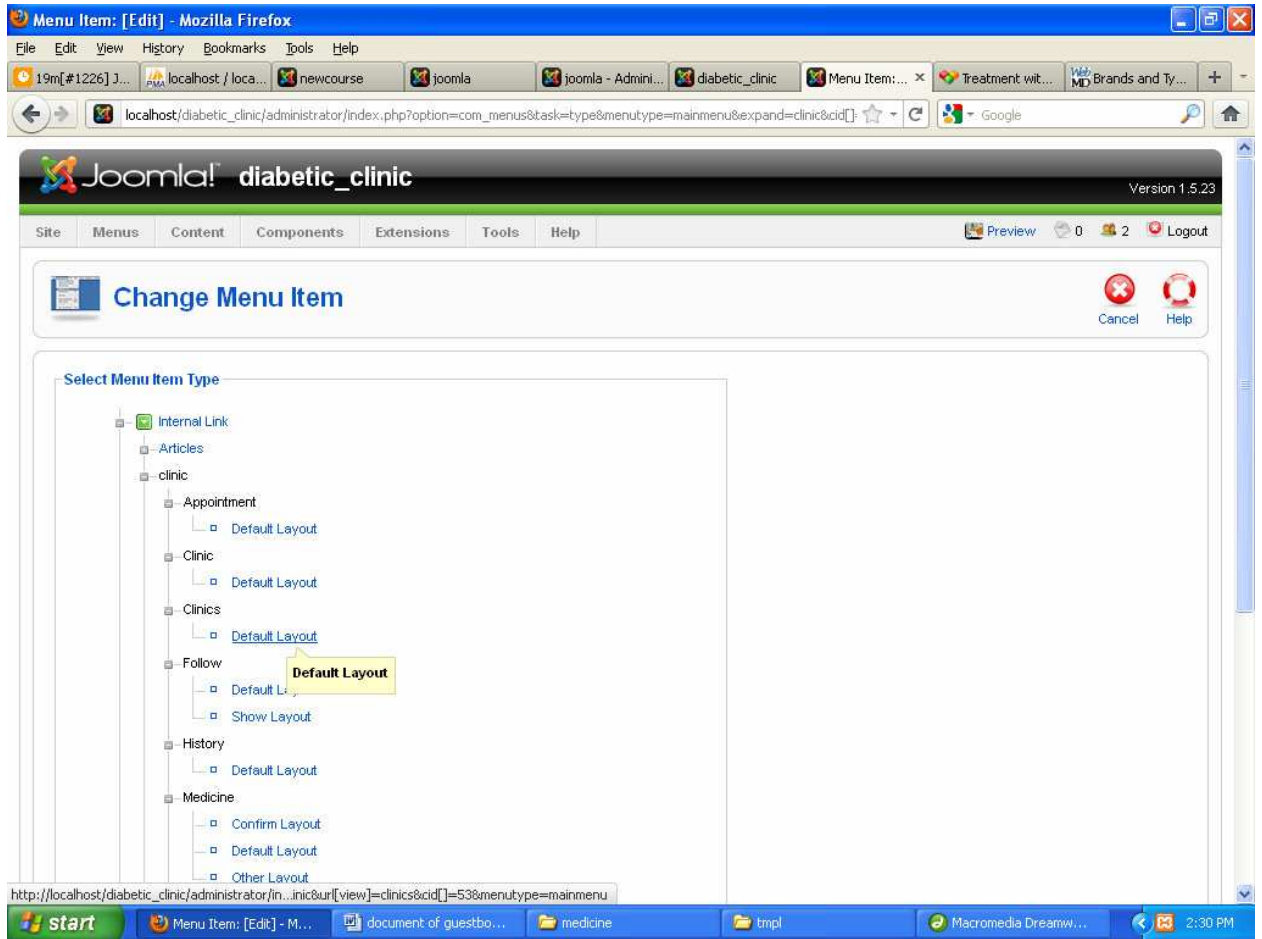 Menu Item: [Edit] - Mozilla Firefox
File Edit View History Bookmarks Tools Help
19m[#1226] J... localhost / loca... newcourse joomla joomla - Admini... diabetic_clinic Menu Item:... Treatment wit... Brands and Ty...
localhost/diabetic_clinic/administrator/index.php?option=com_menus&task=type&menutype=mainmenu&expand=clinic&cid[] Google
Joomla! diabetic_clinic
Version 1.5.23
Site Menus Content Components Extensions Tools Help Preview 0 2 Logout
Change Menu Item
Cancel Help
Select Menu Item Type
Internal Link
Articles
clinic
Appointment
Default Layout
Clinic
Default Layout
Clinics
Default Layout
Follow
Default Layout
Default L
Show Layout
History
Default Layout
Medicine
Confirm Layout
Default Layout
Other Layout
http://localhost/diabetic_clinic/administrator/in...inic&url[view]=clinics&cid[]=53&menutype=mainmenu
start Menu Item: [Edit] - M... document of guestbo... medicine tmpl Macromedia Dreamw... 2:30 PM